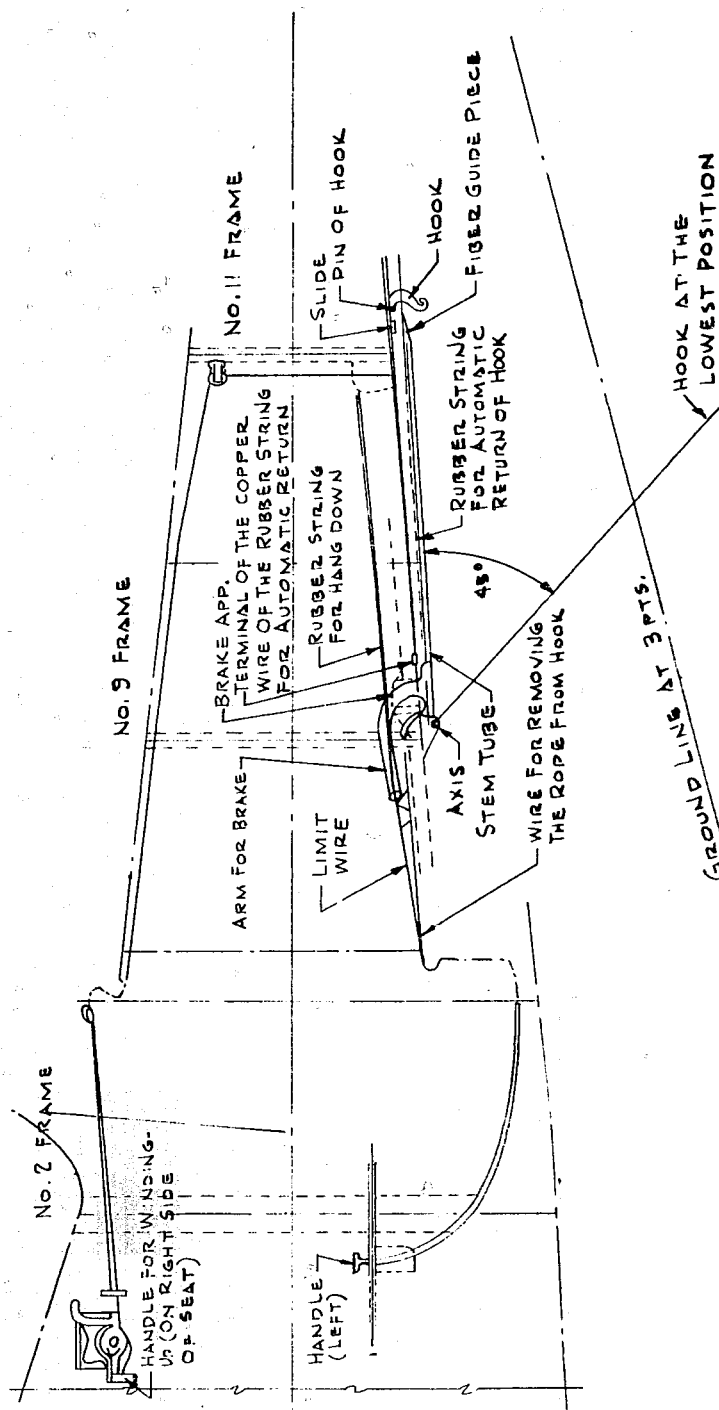 No. 2 FRAME
HANDLE FOR WINDING-
UP (ON RIGHT SIDE
OF SEAT)
HANDLE
(LEFT)
No. 9 FRAME
ARM FOR BRAKE
LIMIT
WIRE
BRAKE APP.
TERMINAL OF THE COPPER
WIRE OF THE RUBBER STRING
FOR AUTOMATIC RETURN
RUBBER STRING
FOR HANG DOWN
No. 11 FRAME
SLIDE
PIN OF HOOK
HOOK
FIBER GUIDE PIECE
RUBBER STRING
FOR AUTOMATIC
RETURN OF HOOK
45°
AXIS
STEM TUBE
WIRE FOR REMOVING
THE ROPE FROM HOOK
GROUND LINE AT 3 PTS.
HOOK AT THE
LOWEST POSITION